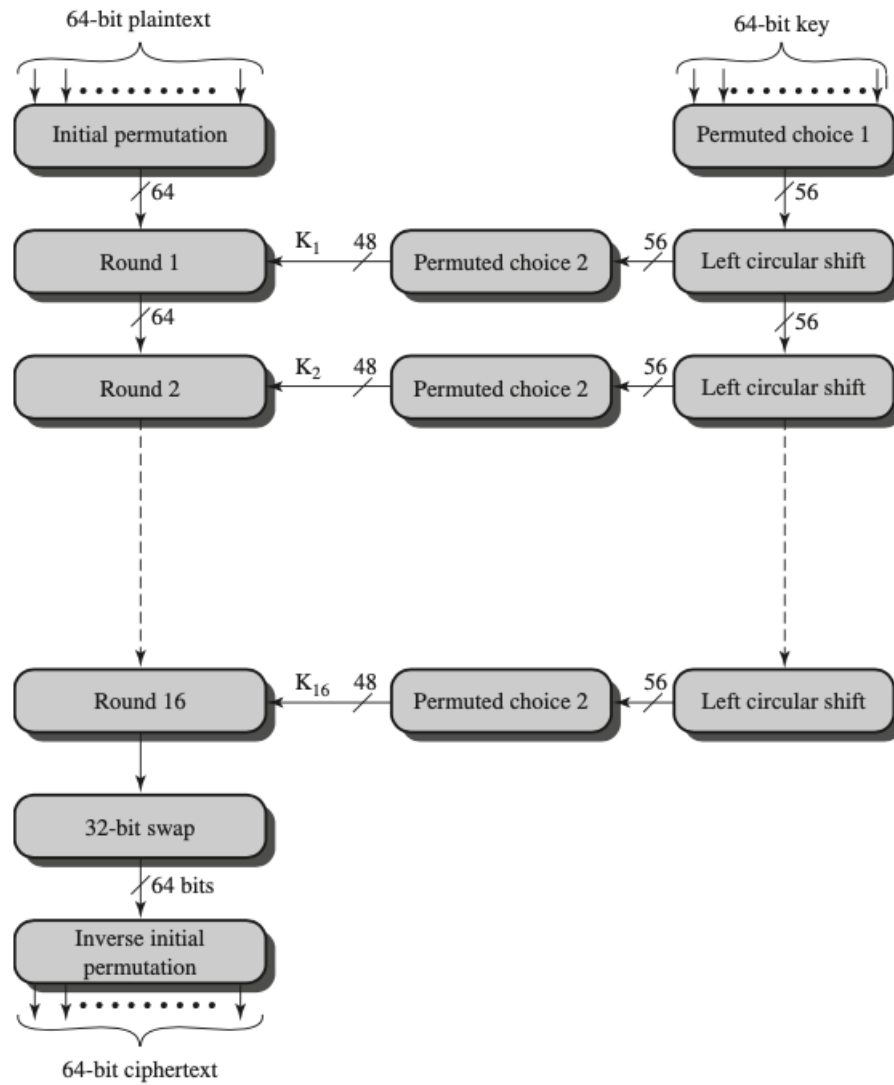 64-bit plaintext
64-bit key
Initial permutation
Permuted choice 1
64
56
Round 1
K1
48
Permuted choice 2
56
Left circular shift
64
56
Round 2
K2
48
Permuted choice 2
56
Left circular shift
Round 16
K16
48
Permuted choice 2
56
Left circular shift
32-bit swap
64 bits
Inverse initial
permutation
64-bit ciphertext